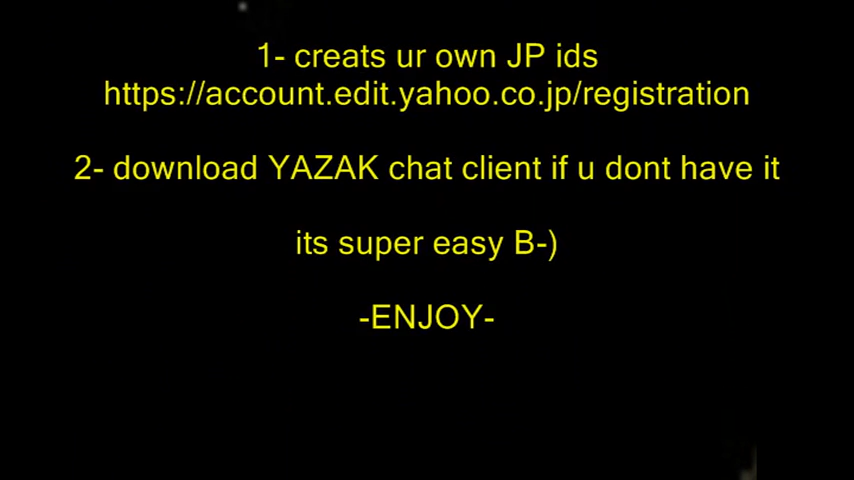 1- creats ur own JP ids
https://account.edit.yahoo.co.jp/registration
2- download YAZAK chat client if u dont have it
its super easy B-)
-ENJOY-